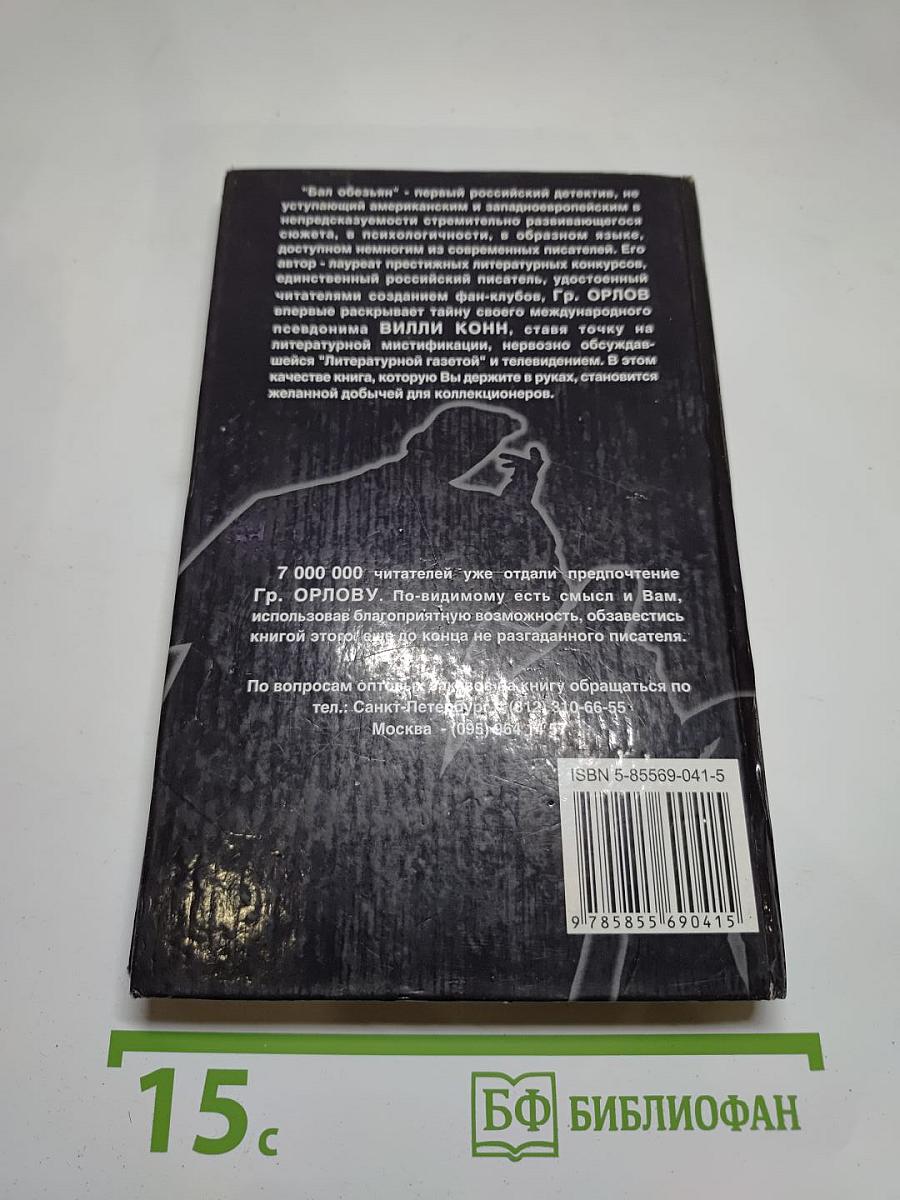 "Бал обезьян" - первый российский детектив, не
уступающий американским и западноевропейским в
непредсказуемости стремительно развивающегося
сюжета, в психологичности, в образном языке,
доступном немногим из современных писателей. Его
автор - лауреат престижных литературных конкурсов,
единственный российский писатель, удостоенный
читателями созданием фан-клубов, Гр. ОРЛОВ
впервые раскрывает тайну своего международного
псевдонима ВИЛЛИ КОНН, ставя точку на
литературной мистификации, нервозно обсуждав-
шейся "Литературной газетой" и телевидением. В этом
качестве книга, которую Вы держите в руках, становится
желанной добычей для коллекционеров.
7 000 000 читателей уже отдали предпочтение
Гр. ОРЛОВУ. По-видимому есть смысл и Вам,
использовав благоприятную возможность, обзавестись
книгой этого еще до конца не разгаданного писателя.
По вопросам оптовых заказов на книгу обращаться по
тел.: Санкт-Петербург - (812) 310-66-55
Москва - (095) 964
ISBN 5-85569-041-5
9 785855 690415
15 с
БФ БИБЛИОФАН